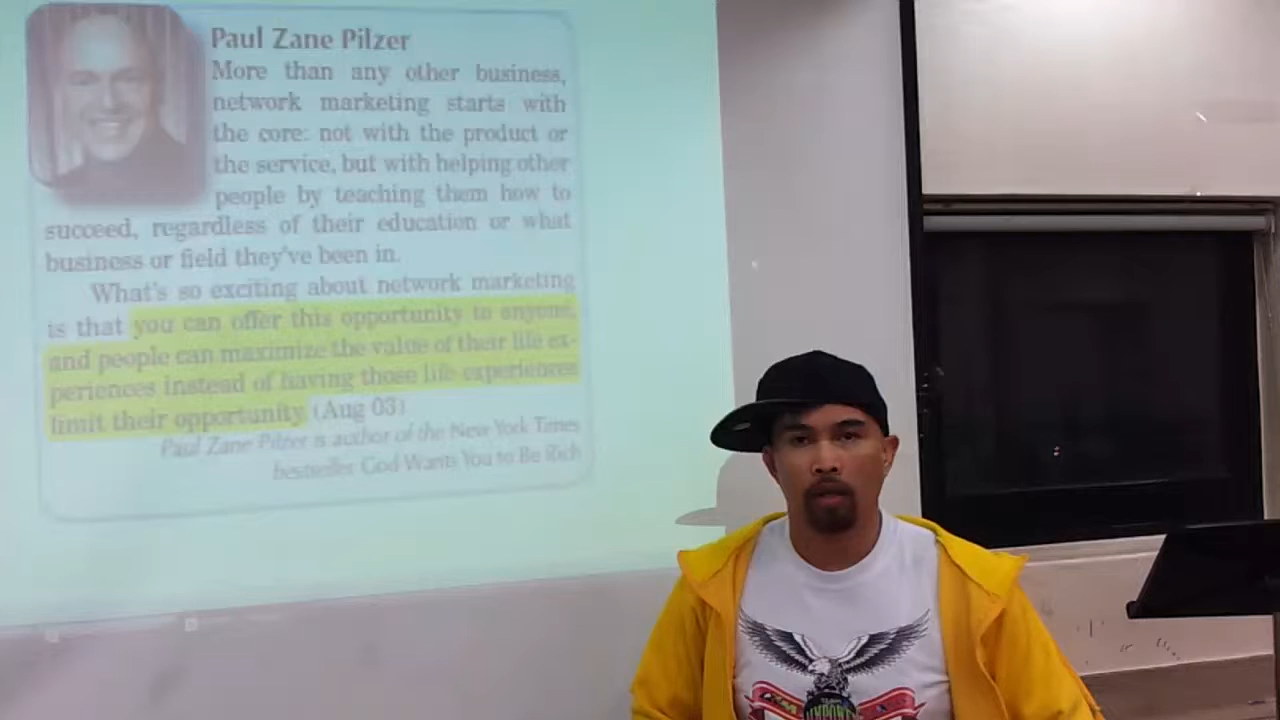 Paul Zane Pilzer
More than any other business,
network marketing starts with
the core: not with the product or
the service, but with helping other
people by teaching them how to
succeed, regardless of their education or what
business or field they've been in.
What's so exciting about network marketing
is that you can offer this opportunity to anyone,
and people can maximize the value of their life ex-
periences instead of having those life experiences
limit their opportunity. (Aug 03)
Paul Zane Pilzer is author of the New York Times
bestseller God Wants You to Be Rich